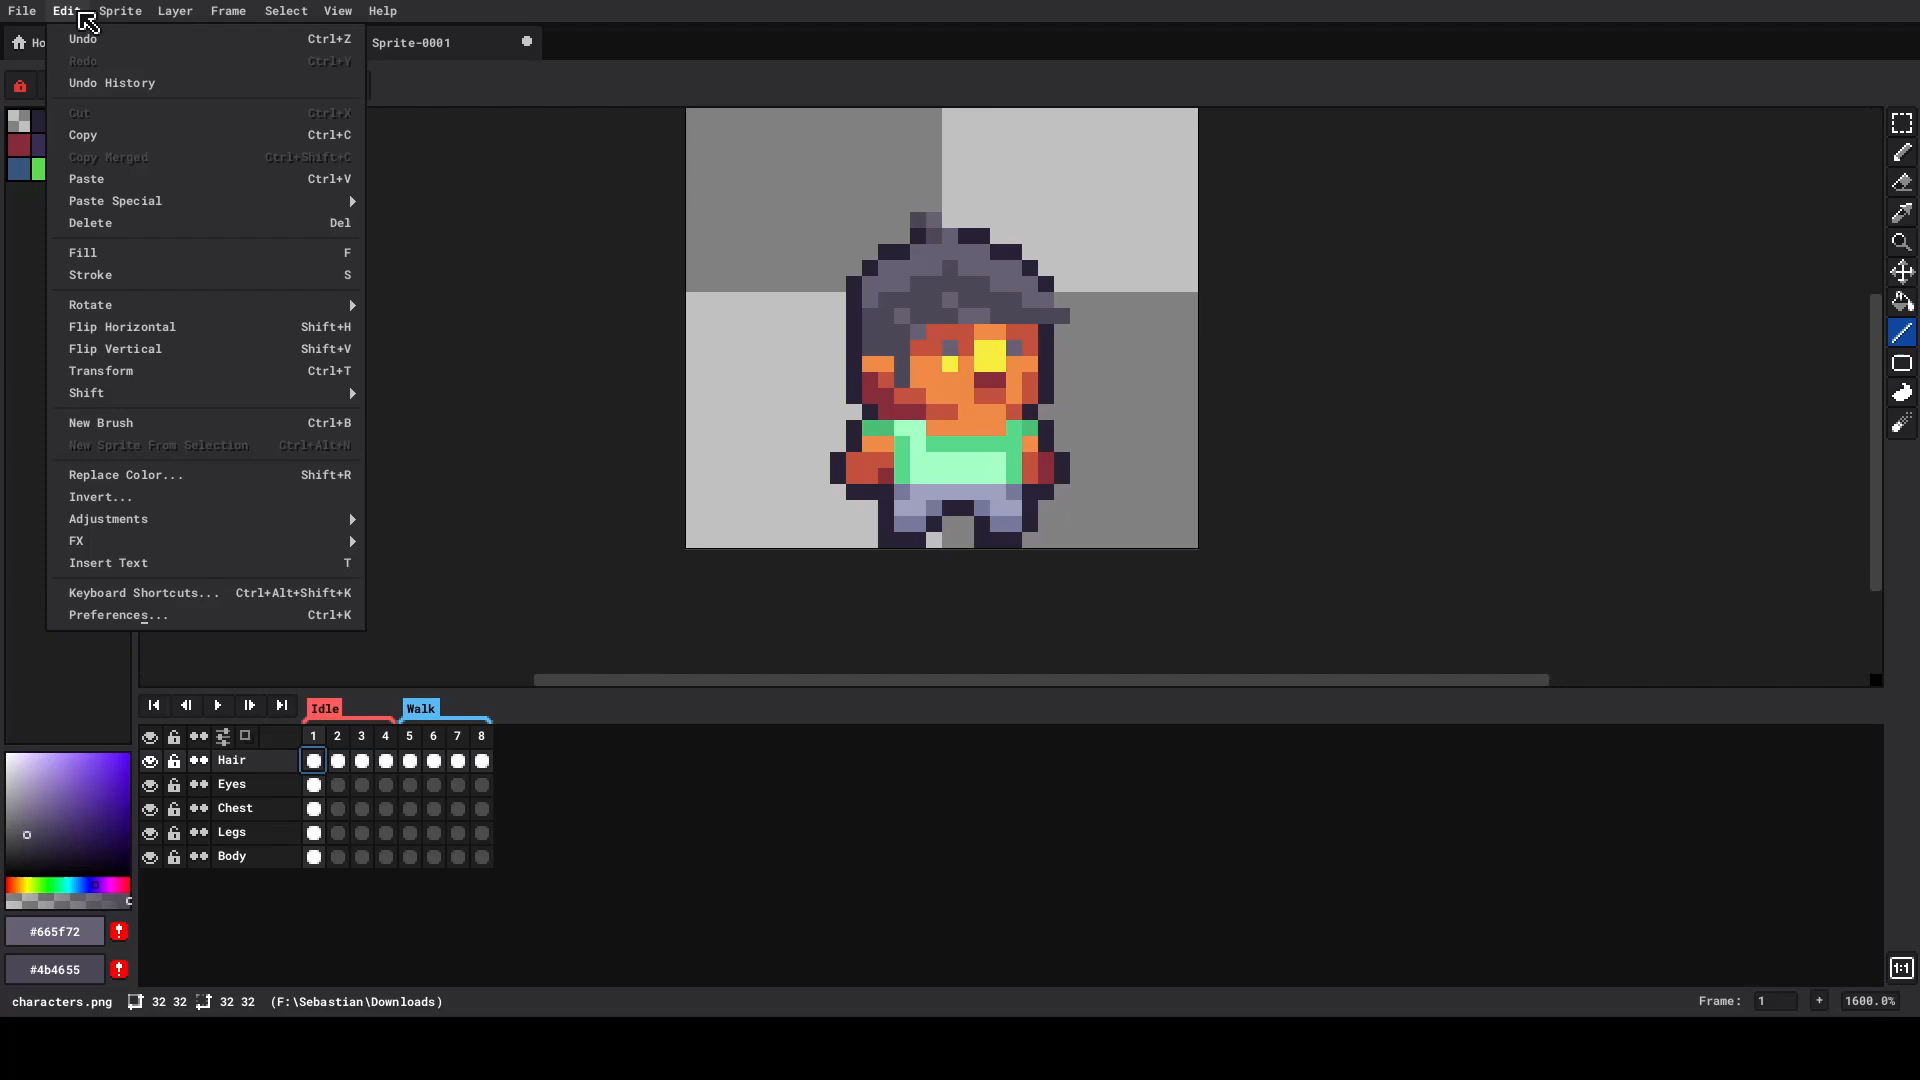 File Edit Sprite Layer Frame Select View Help
Ho
Sprite-0001
Undo Ctrl+Z
Redo Ctrl+Y
Undo History
Cut Ctrl+X
Copy Ctrl+C
Copy Merged Ctrl+Shift+C
Paste Ctrl+V
Paste Special
Delete Del
Fill F
Stroke S
Rotate
Flip Horizontal Shift+H
Flip Vertical Shift+V
Transform Ctrl+T
Shift
New Brush Ctrl+B
New Sprite From Selection Ctrl+Alt+N
Replace Color... Shift+R
Invert...
Adjustments
FX
Insert Text T
Keyboard Shortcuts... Ctrl+Alt+Shift+K
Preferences... Ctrl+K
Idle Walk
1 2 3 4 5 6 7 8
Hair
Eyes
Chest
Legs
Body
#665f72
#4b4655
1:1
characters.png 32 32 32 32 (F:\Sebastian\Downloads) Frame: 1 + 1600.0%